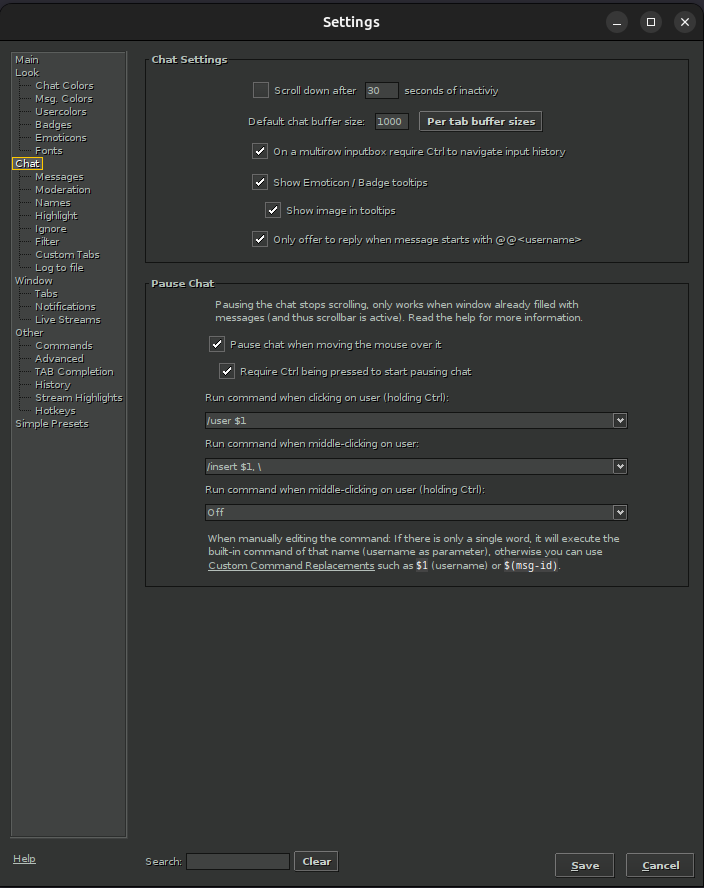 Settings
Main
Look
Chat Colors
Msg. Colors
Usercolors
Badges
Emoticons
Fonts
Chat
Messages
Moderation
Names
Highlight
Ignore
Filter
Custom Tabs
Log to file
Window
Tabs
Notifications
Live Streams
Other
Commands
Advanced
TAB Completion
History
Stream Highlights
Hotkeys
Simple Presets
Help
Chat Settings
Scroll down after 30 seconds of inactiviy
Default chat buffer size: 1000 Per tab buffer sizes
On a multirow inputbox require Ctrl to navigate input history
Show Emoticon / Badge tooltips
Show image in tooltips
Only offer to reply when message starts with @@<username>
Pause Chat
Pausing the chat stops scrolling, only works when window already filled with
messages (and thus scrollbar is active). Read the help for more information.
Pause chat when moving the mouse over it
Require Ctrl being pressed to start pausing chat
Run command when clicking on user (holding Ctrl):
/user $1
Run command when middle-clicking on user:
/insert $1, \
Run command when middle-clicking on user (holding Ctrl):
Off
When manually editing the command: If there is only a single word, it will execute the
built-in command of that name (username as parameter), otherwise you can use
Custom Command Replacements such as $1 (username) or $(msg-id).
Search: Clear
Save Cancel